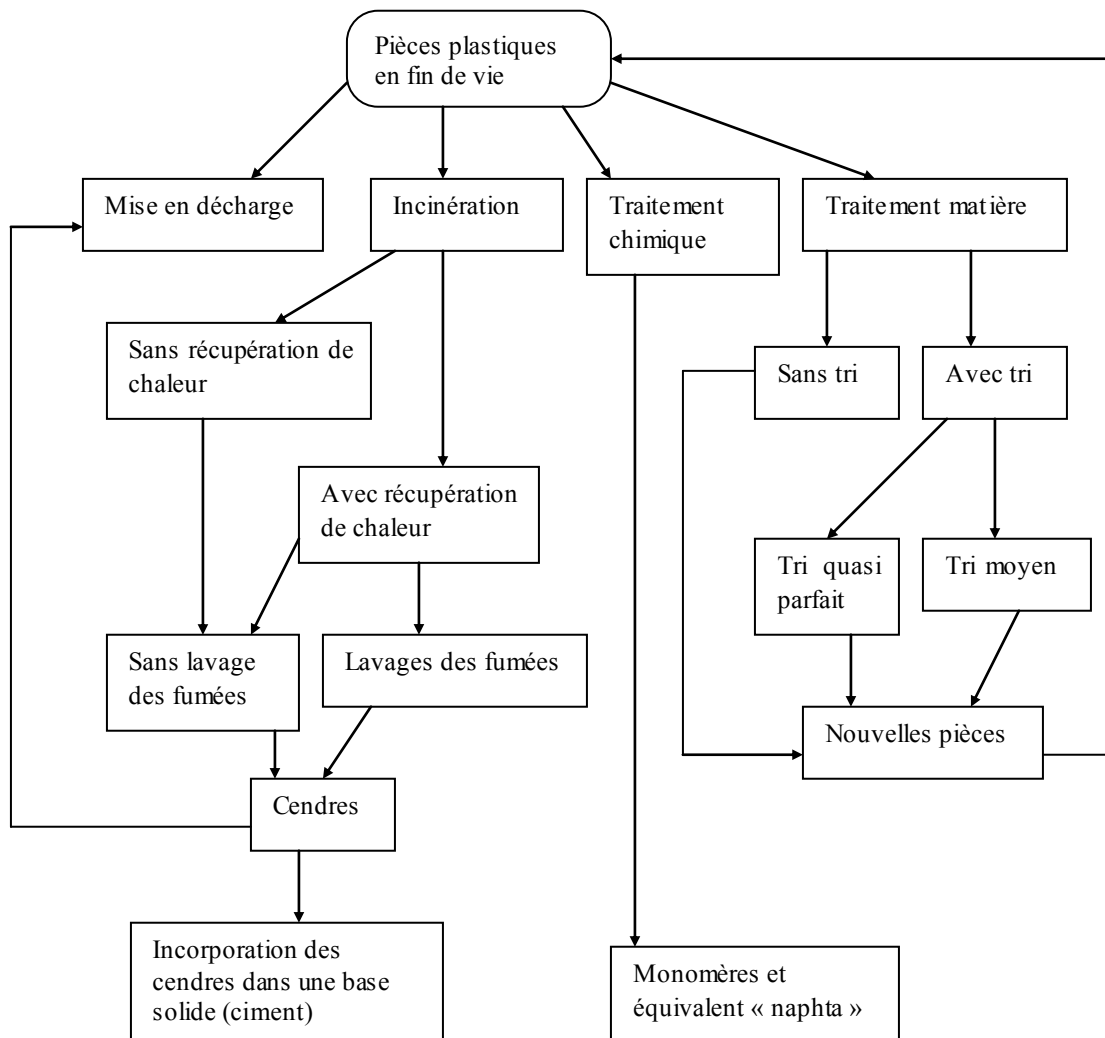 Pièces plastiques
en fin de vie
Mise en décharge
Incinération
Traitement
chimique
Traitement matière
Sans récupération de
chaleur
Sans tri
Avec tri
Avec récupération
de chaleur
Tri quasi
parfait
Tri moyen
Sans lavage
des fumées
Lavages des fumées
Nouvelles pièces
Cendres
Incorporation des
cendres dans une base
solide (ciment)
Monomères et
équivalent « naphta »